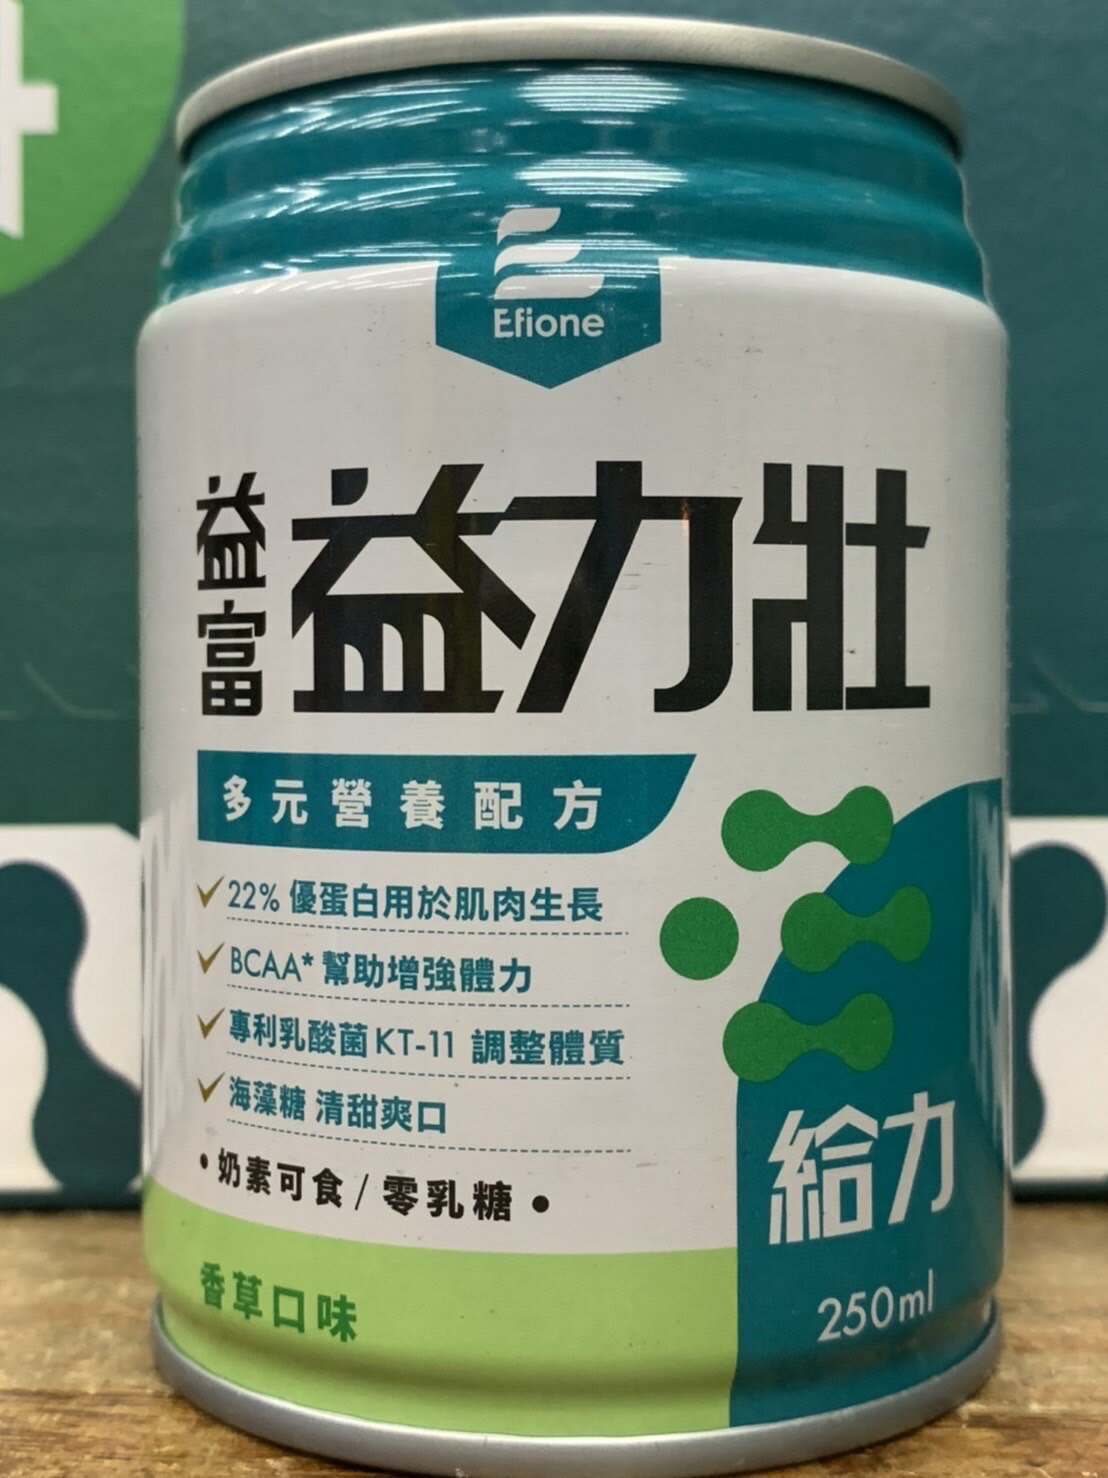 Efione
益富 益力壯
多元營養配方
22% 優蛋白用於肌肉生長
BCAA* 幫助增強體力
專利乳酸菌 KT-11 調整體質
海藻糖 清甜爽口
• 奶素可食 / 零乳糖 •
給力
香草口味
250ml